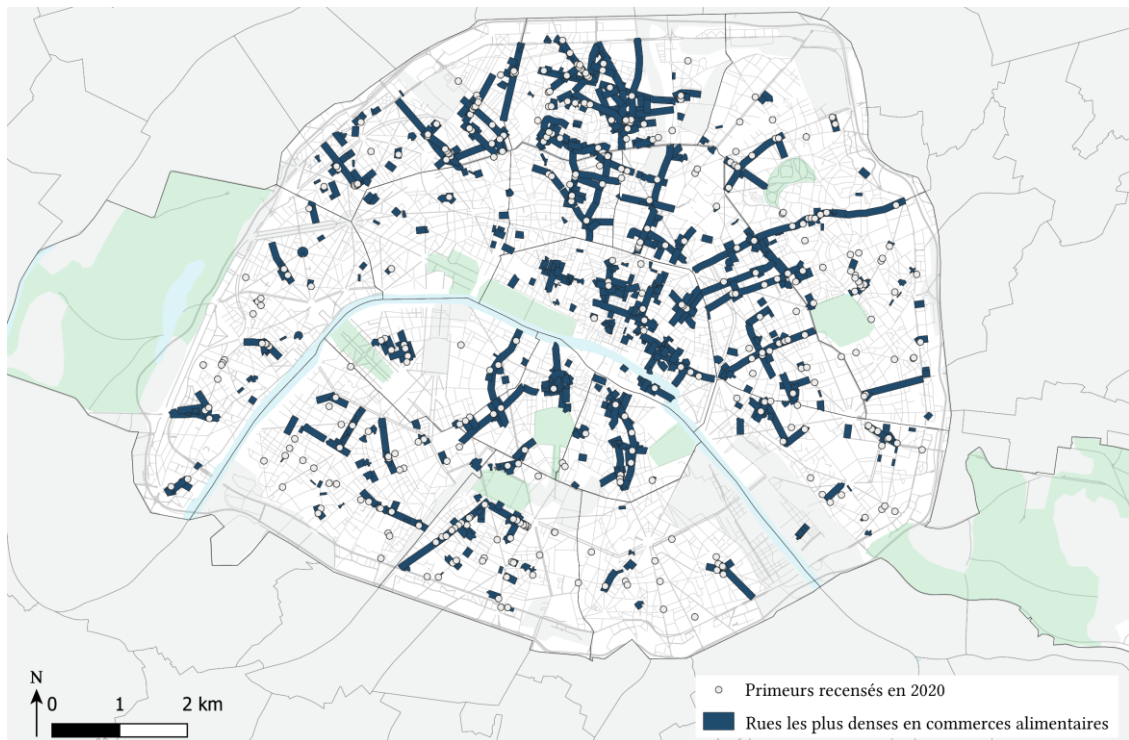 N
0 1 2 km
Primeurs recensés en 2020
Rues les plus denses en commerces alimentaires